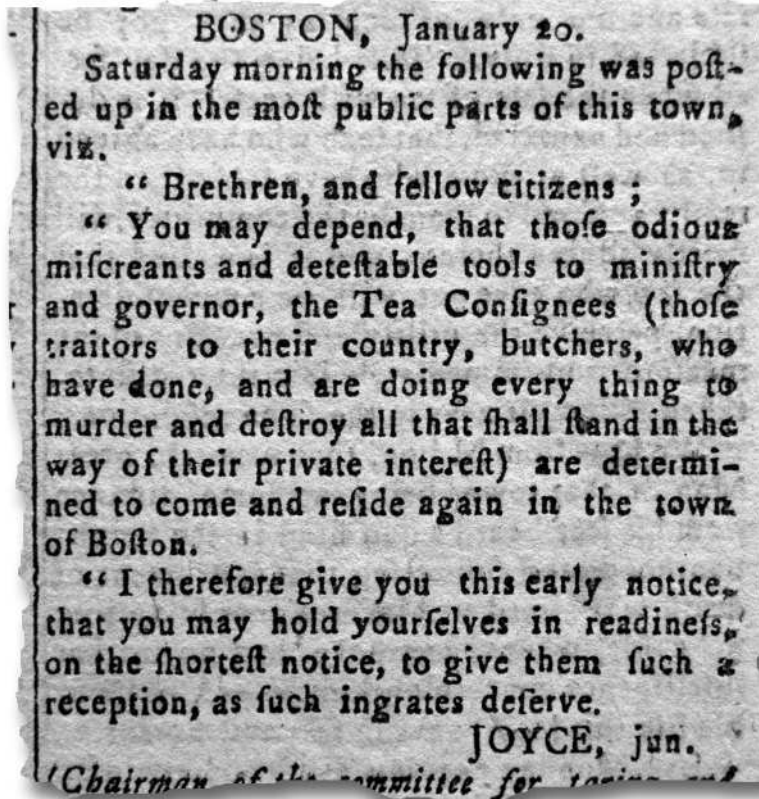 BOSTON, January 20.
Saturday morning the following was poſt-
ed up in the moſt public parts of this town,
viz.
“ Brethren, and fellow citizens ;
“ You may depend, that thoſe odious
miſcreants and deteſtable tools to miniſtry
and governor, the Tea Conſignees (thoſe
traitors to their country, butchers, who
have done, and are doing every thing to
murder and deſtroy all that ſhall ſtand in the
way of their private intereſt) are determi-
ned to come and reſide again in the town
of Boſton.
“ I therefore give you this early notice,
that you may hold yourſelves in readineſs,
on the ſhorteſt notice, to give them ſuch a
reception, as ſuch ingrates deſerve.
JOYCE, jun.
(Chairman of the committee for